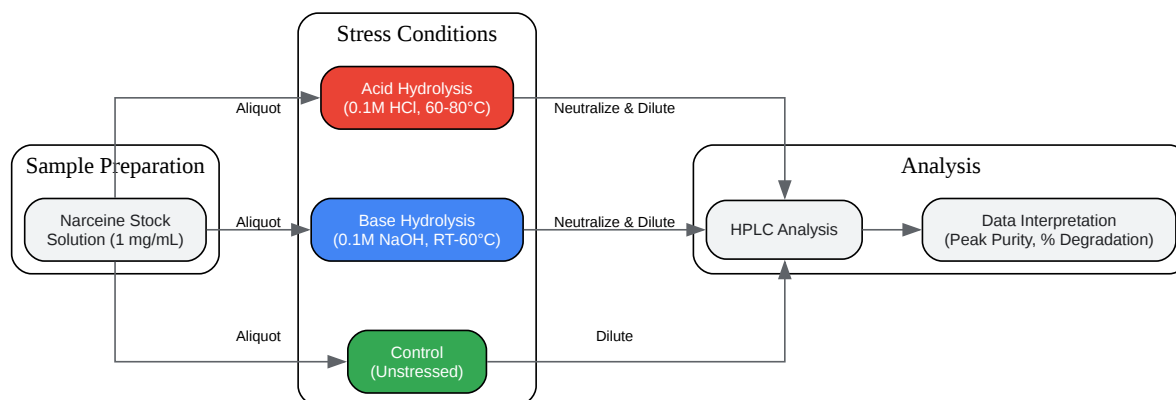 Stress Conditions
Acid Hydrolysis
(0.1M HCl, 60-80°C)
Aliquot
Neutralize & Dilute
Sample Preparation
Analysis
Narceine Stock
Solution (1 mg/mL)
Aliquot
Base Hydrolysis
(0.1M NaOH, RT-60°C)
Neutralize & Dilute
HPLC Analysis
Data Interpretation
(Peak Purity, % Degradation)
Aliquot
Control
(Unstressed)
Dilute